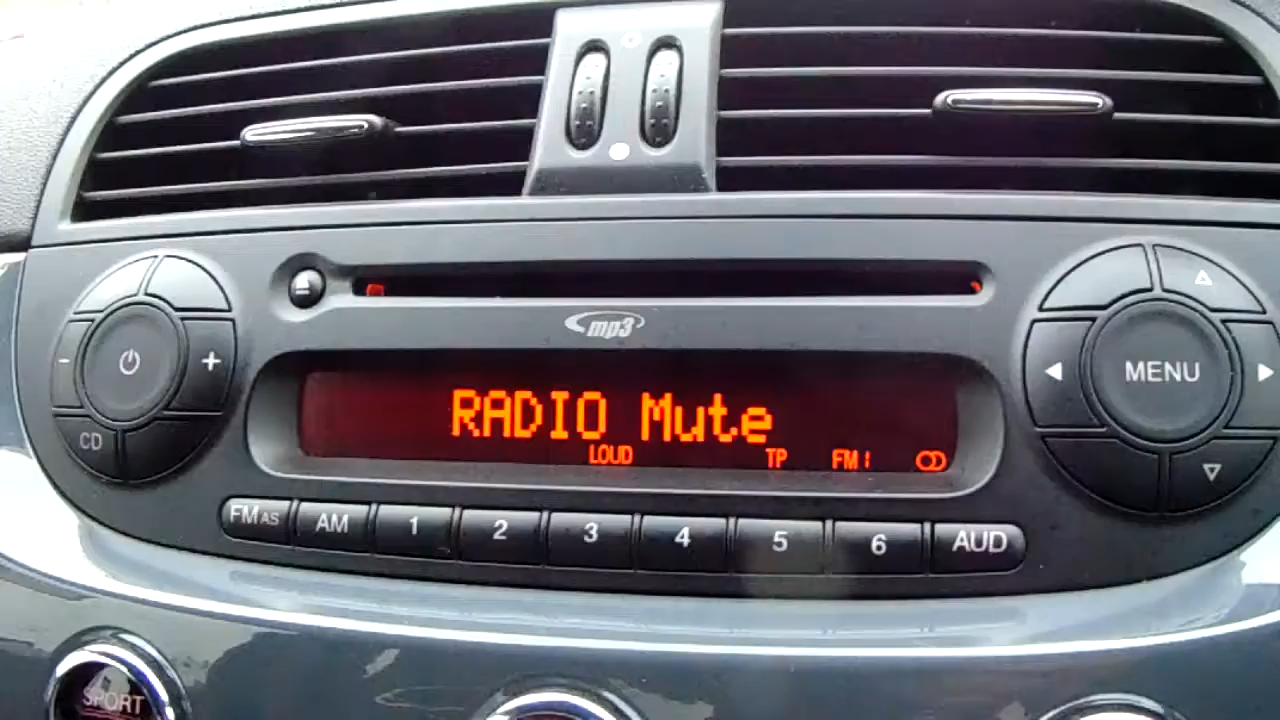 mp3
RADIO Mute
LOUD TP FM1
- +
CD
MENU
FM AS AM 1 2 3 4 5 6 AUD
SPORT